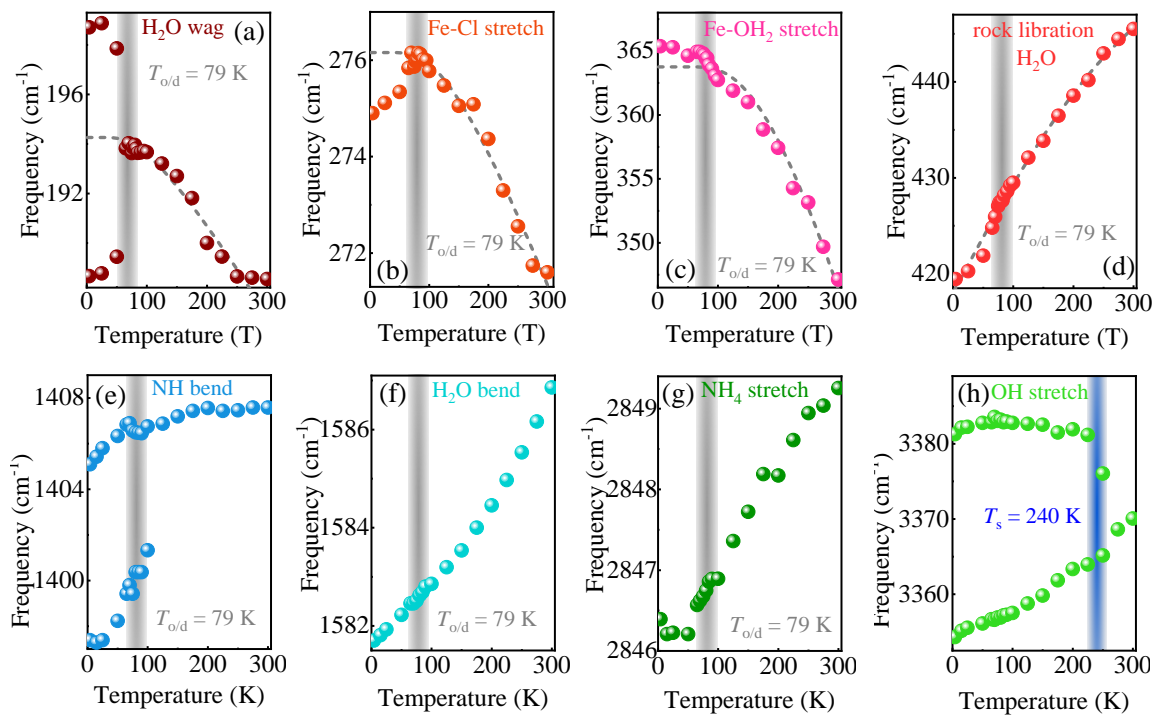 H₂O wag
(a)
T_o/d = 79 K
196
192
Frequency (cm⁻¹)
0 100 200 300
Temperature (T)
Fe-Cl stretch
276
274
272
Frequency (cm⁻¹)
(b)
T_o/d = 79 K
0 100 200 300
Temperature (T)
Fe-OH₂ stretch
365
360
355
350
Frequency (cm⁻¹)
(c)
T_o/d = 79 K
0 100 200 300
Temperature (T)
rock libration
H₂O
440
430
420
Frequency (cm⁻¹)
T_o/d = 79 K
(d)
0 100 200 300
Temperature (T)
(e)
NH bend
1408
1404
1400
Frequency (cm⁻¹)
T_o/d = 79 K
0 100 200 300
Temperature (K)
(f)
H₂O bend
1586
1584
1582
Frequency (cm⁻¹)
T_o/d = 79 K
0 100 200 300
Temperature (K)
(g)
NH₄ stretch
2849
2848
2847
2846
Frequency (cm⁻¹)
T_o/d = 79 K
0 100 200 300
Temperature (K)
(h)
OH stretch
3380
3370
3360
Frequency (cm⁻¹)
T_s = 240 K
0 100 200 300
Temperature (K)